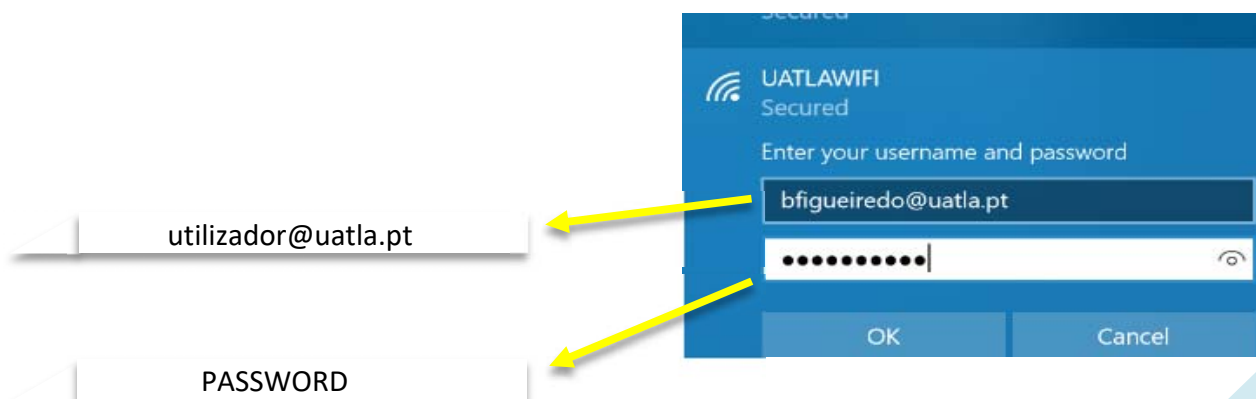 Secured
UATLAWIFI
Secured
Enter your username and password
bfigueiredo@uatla.pt
utilizador@uatla.pt
••••••••••
OK
Cancel
PASSWORD